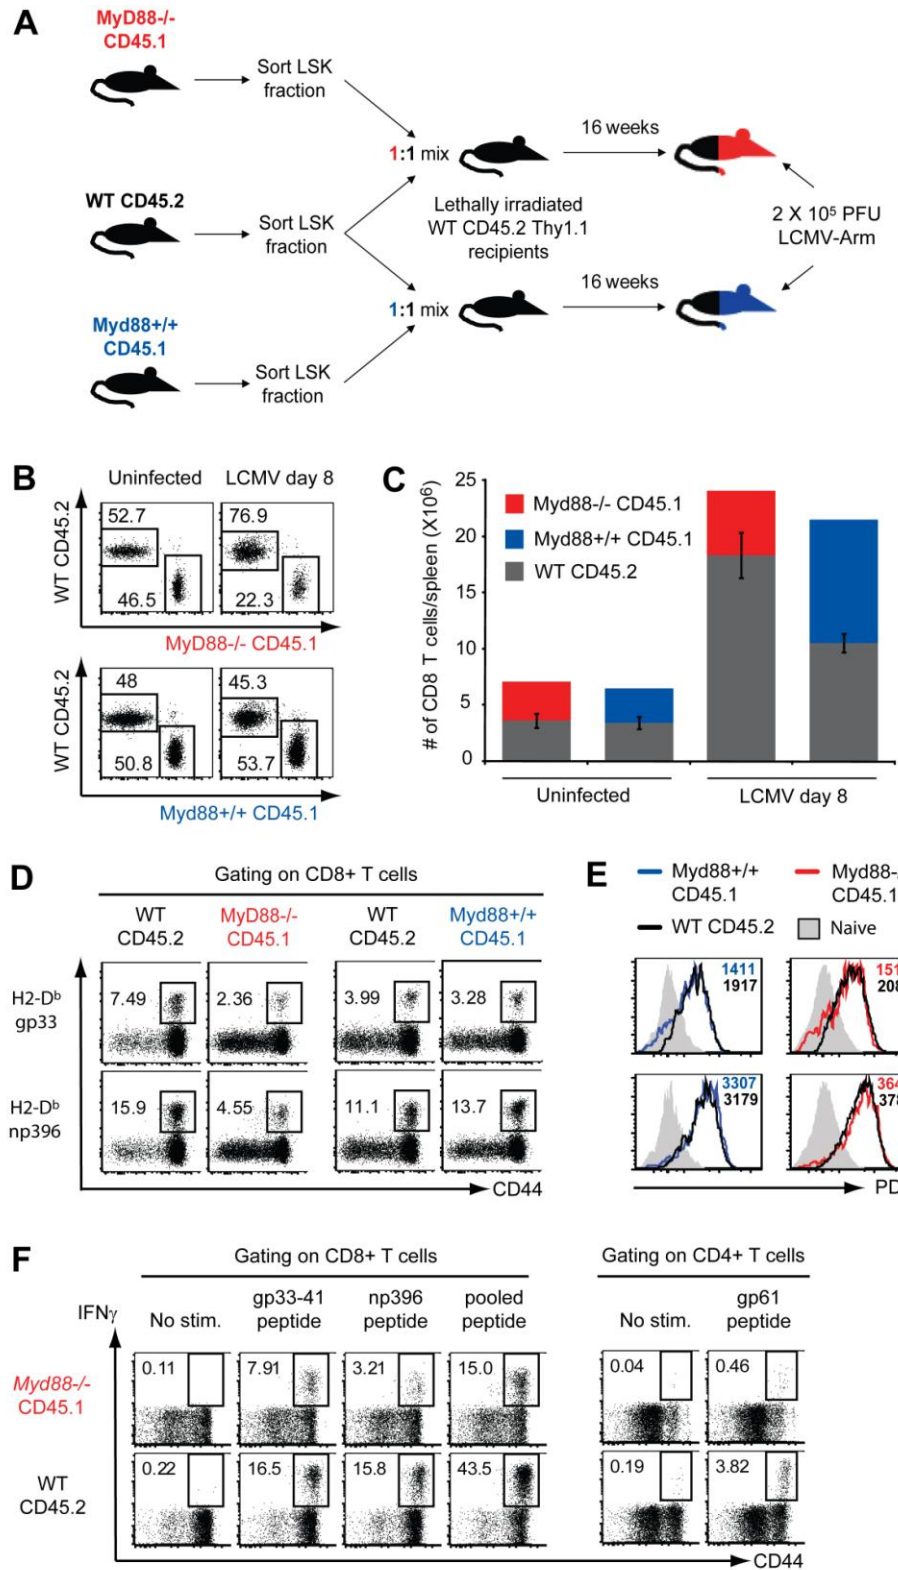 A
MyD88-/-
CD45.1
Sort LSK
fraction
16 weeks
1:1 mix
WT CD45.2
Sort LSK
fraction
Lethally irradiated
WT CD45.2 Thy1.1
recipients
2 X 10⁵ PFU
LCMV-Arm
16 weeks
1:1 mix
Myd88+/+
CD45.1
Sort LSK
fraction
B
Uninfected
LCMV day 8
WT CD45.2
52.7
46.5
76.9
22.3
MyD88-/- CD45.1
WT CD45.2
48
50.8
45.3
53.7
Myd88+/+ CD45.1
C
# of CD8 T cells/spleen (X10⁶)
25
20
15
10
5
0
Myd88-/- CD45.1
Myd88+/+ CD45.1
WT CD45.2
Uninfected
LCMV day 8
D
Gating on CD8+ T cells
WT
CD45.2
MyD88-/-
CD45.1
WT
CD45.2
Myd88+/+
CD45.1
H2-Dᵇ
gp33
7.49
2.36
3.99
3.28
H2-Dᵇ
np396
15.9
4.55
11.1
13.7
CD44
E
Myd88+/+
CD45.1
Myd88-/
CD45.1
WT CD45.2
Naive
1411
1917
151
208
3307
3179
364
378
PD
F
Gating on CD8+ T cells
Gating on CD4+ T cells
IFNγ
No stim.
gp33-41
peptide
np396
peptide
pooled
peptide
No stim.
gp61
peptide
Myd88-/-
CD45.1
0.11
7.91
3.21
15.0
0.04
0.46
WT
CD45.2
0.22
16.5
15.8
43.5
0.19
3.82
CD44